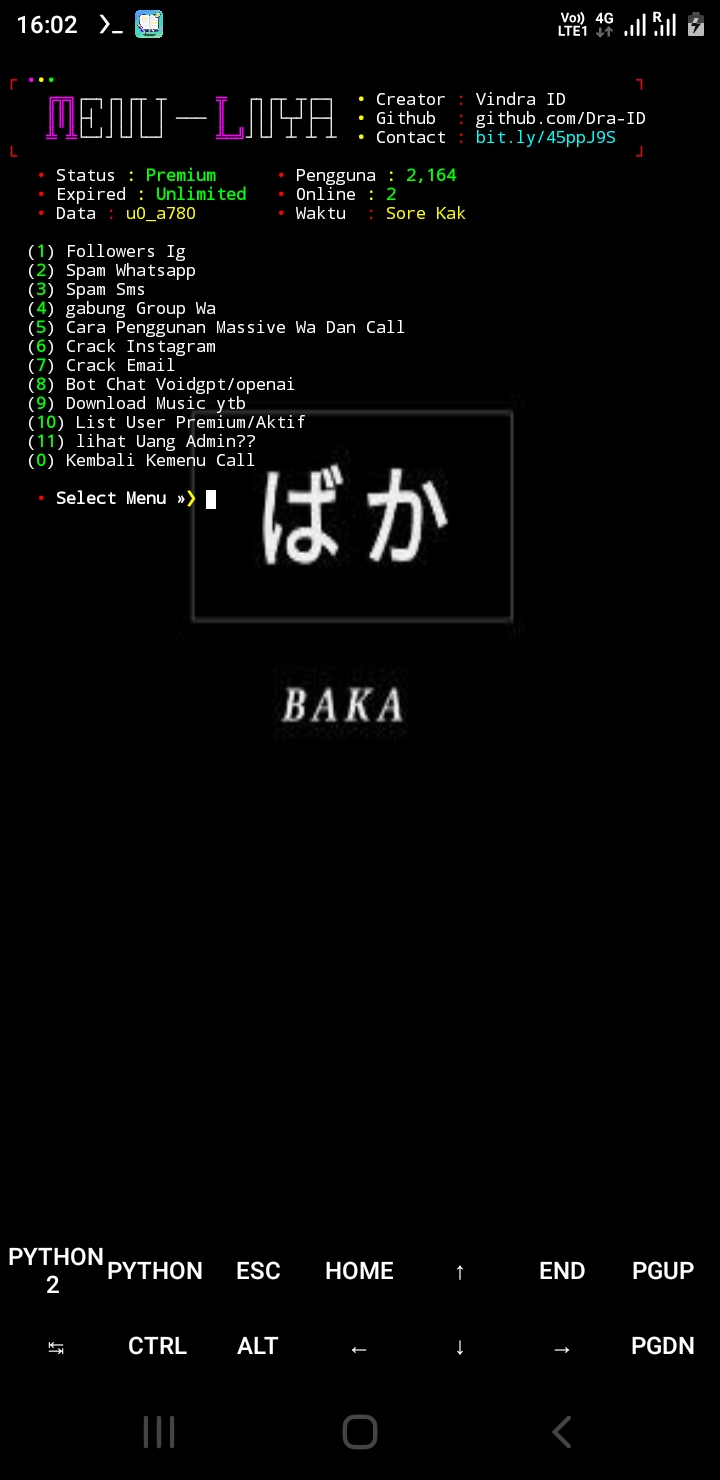 16:02 Vo)) LTE1 4G R
MENU — LNYA • Creator : Vindra ID
• Github : github.com/Dra-ID
• Contact : bit.ly/45ppJ9S
• Status : Premium • Pengguna : 2,164
• Expired : Unlimited • Online : 2
• Data : u0_a780 • Waktu : Sore Kak
(1) Followers Ig
(2) Spam Whatsapp
(3) Spam Sms
(4) gabung Group Wa
(5) Cara Penggunan Massive Wa Dan Call
(6) Crack Instagram
(7) Crack Email
(8) Bot Chat Voidgpt/openai
(9) Download Music ytb
(10) List User Premium/Aktif
(11) lihat Uang Admin??
(0) Kembali Kemenu Call
• Select Menu »❯
ばか
BAKA
PYTHON 2 PYTHON ESC HOME ↑ END PGUP
↹ CTRL ALT ← ↓ → PGDN